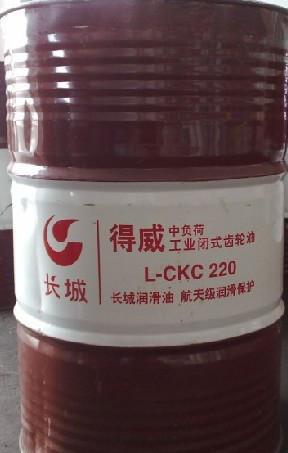 长城
得威
中负荷
工业闭式齿轮油
L-CKC 220
长城润滑油 航天级润滑保护